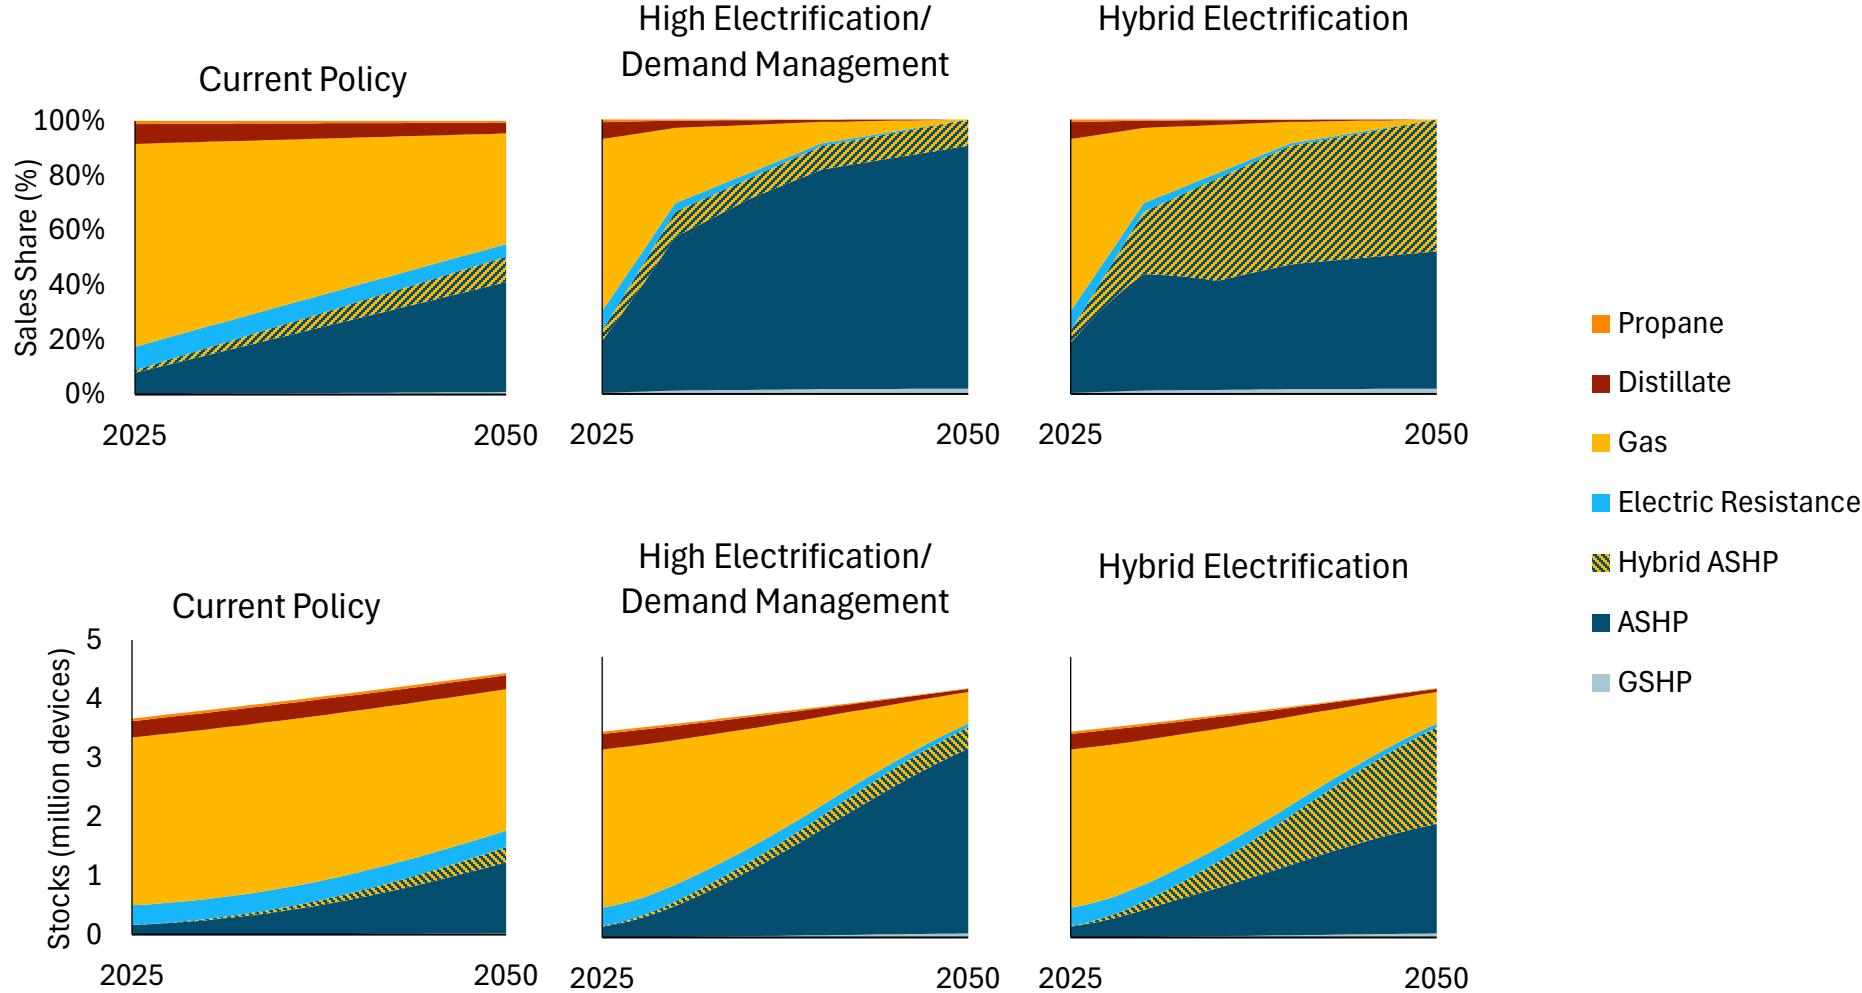 High Electrification/
Demand Management
Hybrid Electrification
Current Policy
Sales Share (%)
100%
80%
60%
40%
20%
0%
2025
2050
2025
2050
2025
2050
Propane
Distillate
Gas
Electric Resistance
Hybrid ASHP
ASHP
GSHP
Current Policy
High Electrification/
Demand Management
Hybrid Electrification
Stocks (million devices)
5
4
3
2
1
0
2025
2050
2025
2050
2025
2050